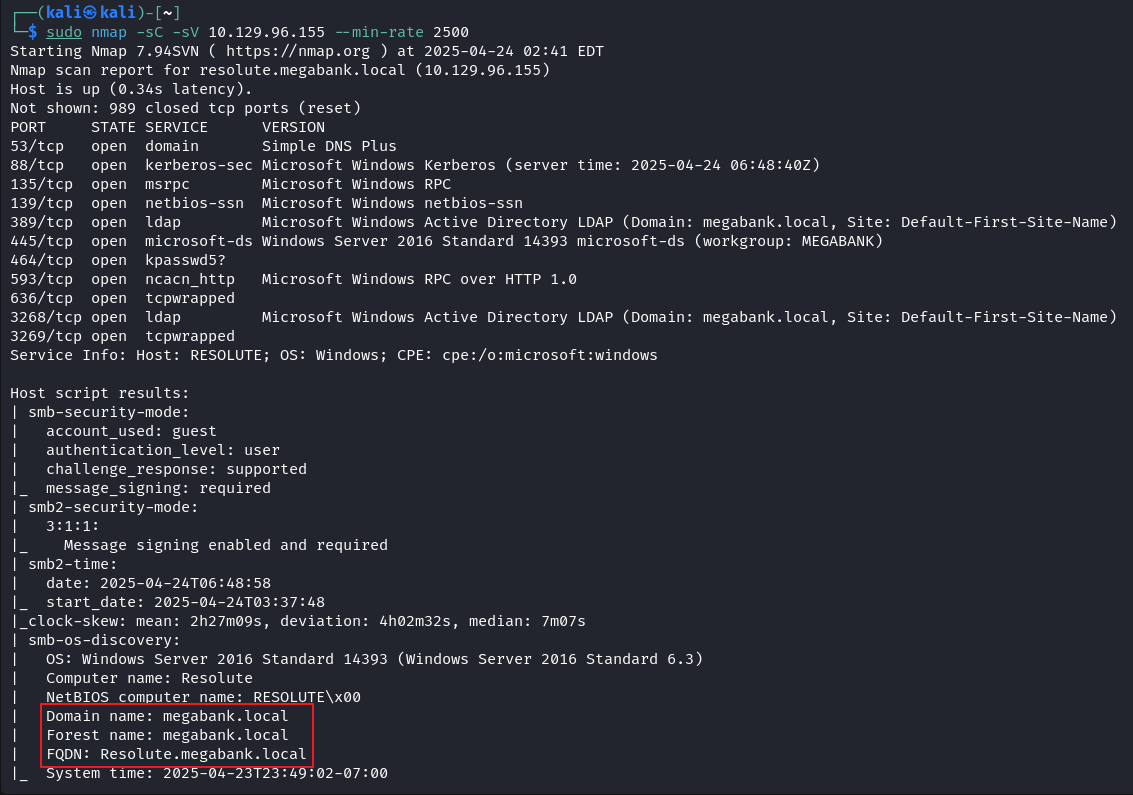 ┌──(kali㉿kali)-[~]
└─$ sudo nmap -sC -sV 10.129.96.155 --min-rate 2500
Starting Nmap 7.94SVN ( https://nmap.org ) at 2025-04-24 02:41 EDT
Nmap scan report for resolute.megabank.local (10.129.96.155)
Host is up (0.34s latency).
Not shown: 989 closed tcp ports (reset)
PORT     STATE SERVICE      VERSION
53/tcp   open  domain       Simple DNS Plus
88/tcp   open  kerberos-sec Microsoft Windows Kerberos (server time: 2025-04-24 06:48:40Z)
135/tcp  open  msrpc        Microsoft Windows RPC
139/tcp  open  netbios-ssn  Microsoft Windows netbios-ssn
389/tcp  open  ldap         Microsoft Windows Active Directory LDAP (Domain: megabank.local, Site: Default-First-Site-Name)
445/tcp  open  microsoft-ds Windows Server 2016 Standard 14393 microsoft-ds (workgroup: MEGABANK)
464/tcp  open  kpasswd5?
593/tcp  open  ncacn_http   Microsoft Windows RPC over HTTP 1.0
636/tcp  open  tcpwrapped
3268/tcp open  ldap         Microsoft Windows Active Directory LDAP (Domain: megabank.local, Site: Default-First-Site-Name)
3269/tcp open  tcpwrapped
Service Info: Host: RESOLUTE; OS: Windows; CPE: cpe:/o:microsoft:windows
Host script results:
| smb-security-mode:
|   account_used: guest
|   authentication_level: user
|   challenge_response: supported
|_  message_signing: required
| smb2-security-mode:
|   3:1:1:
|_    Message signing enabled and required
| smb2-time:
|   date: 2025-04-24T06:48:58
|_  start_date: 2025-04-24T03:37:48
|_clock-skew: mean: 2h27m09s, deviation: 4h02m32s, median: 7m07s
| smb-os-discovery:
|   OS: Windows Server 2016 Standard 14393 (Windows Server 2016 Standard 6.3)
|   Computer name: Resolute
|   NetBIOS computer name: RESOLUTE\x00
|   Domain name: megabank.local
|   Forest name: megabank.local
|   FQDN: Resolute.megabank.local
|_  System time: 2025-04-23T23:49:02-07:00